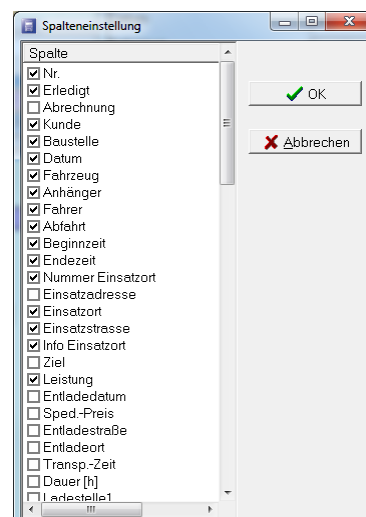 Spalteneinstellung
Spalte
Nr.
Erledigt
Abrechnung
Kunde
Baustelle
Datum
Fahrzeug
Anhänger
Fahrer
Abfahrt
Beginnzeit
Endezeit
Nummer Einsatzort
Einsatzadresse
Einsatzort
Einsatzstrasse
Info Einsatzort
Ziel
Leistung
Entladedatum
Sped.-Preis
Entladestraße
Entladeort
Transp.-Zeit
Dauer [h]
Ladestelle1
OK
Abbrechen